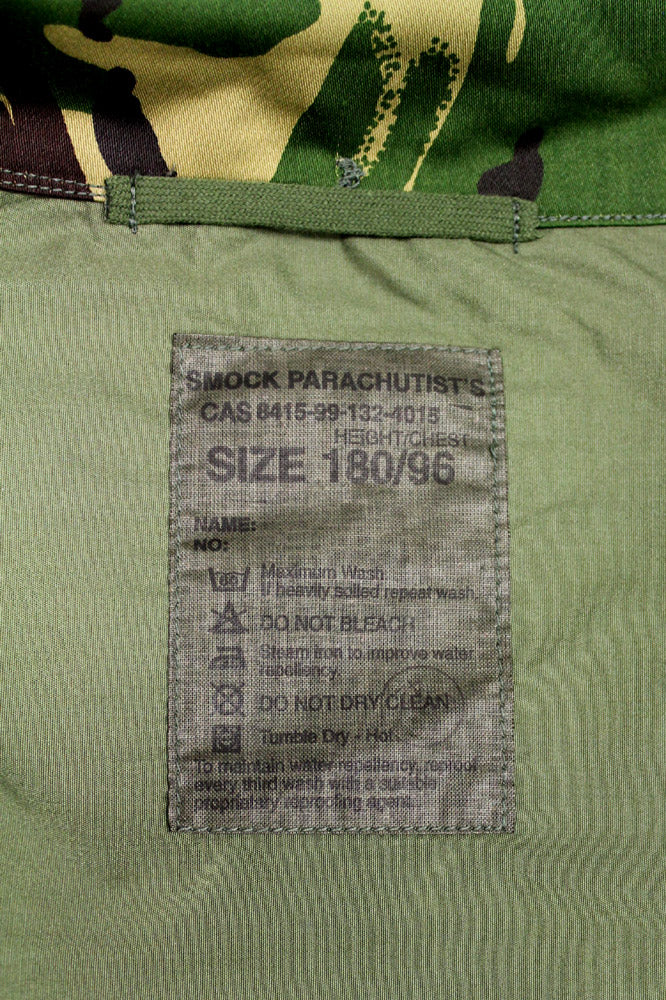 SMOCK PARACHUTIST'S
CAS 8415-99-132-4015
HEIGHT/CHEST
SIZE 180/96
NAME:
NO:
Maximum Wash
If heavily soiled repeat wash.
DO NOT BLEACH
Steam iron to improve water
repellency.
DO NOT DRY CLEAN
Tumble Dry - Hot
To maintain water repellancy, reproof
every third wash with a suitable
proprietary reproofing agent.